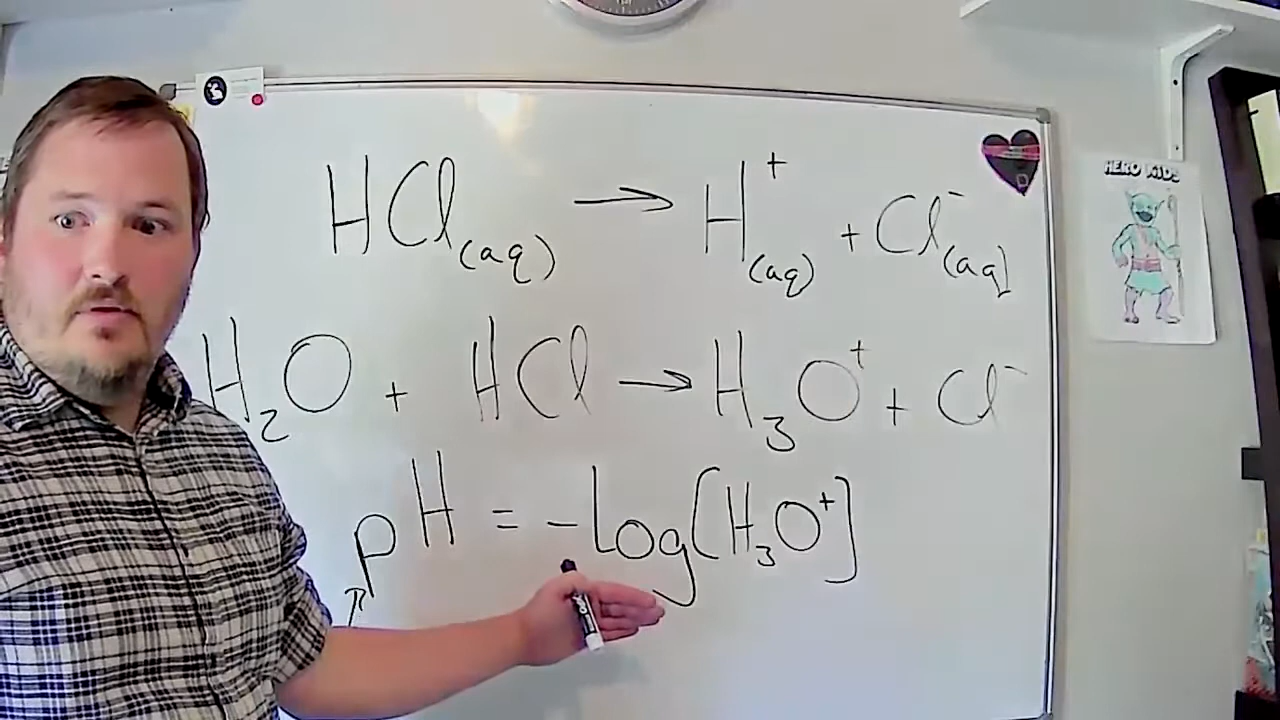 HCl(aq) → H⁺(aq) + Cl⁻(aq)
HERO KIDS
H₂O + HCl → H₃O⁺ + Cl⁻
pH = -log[H₃O⁺]